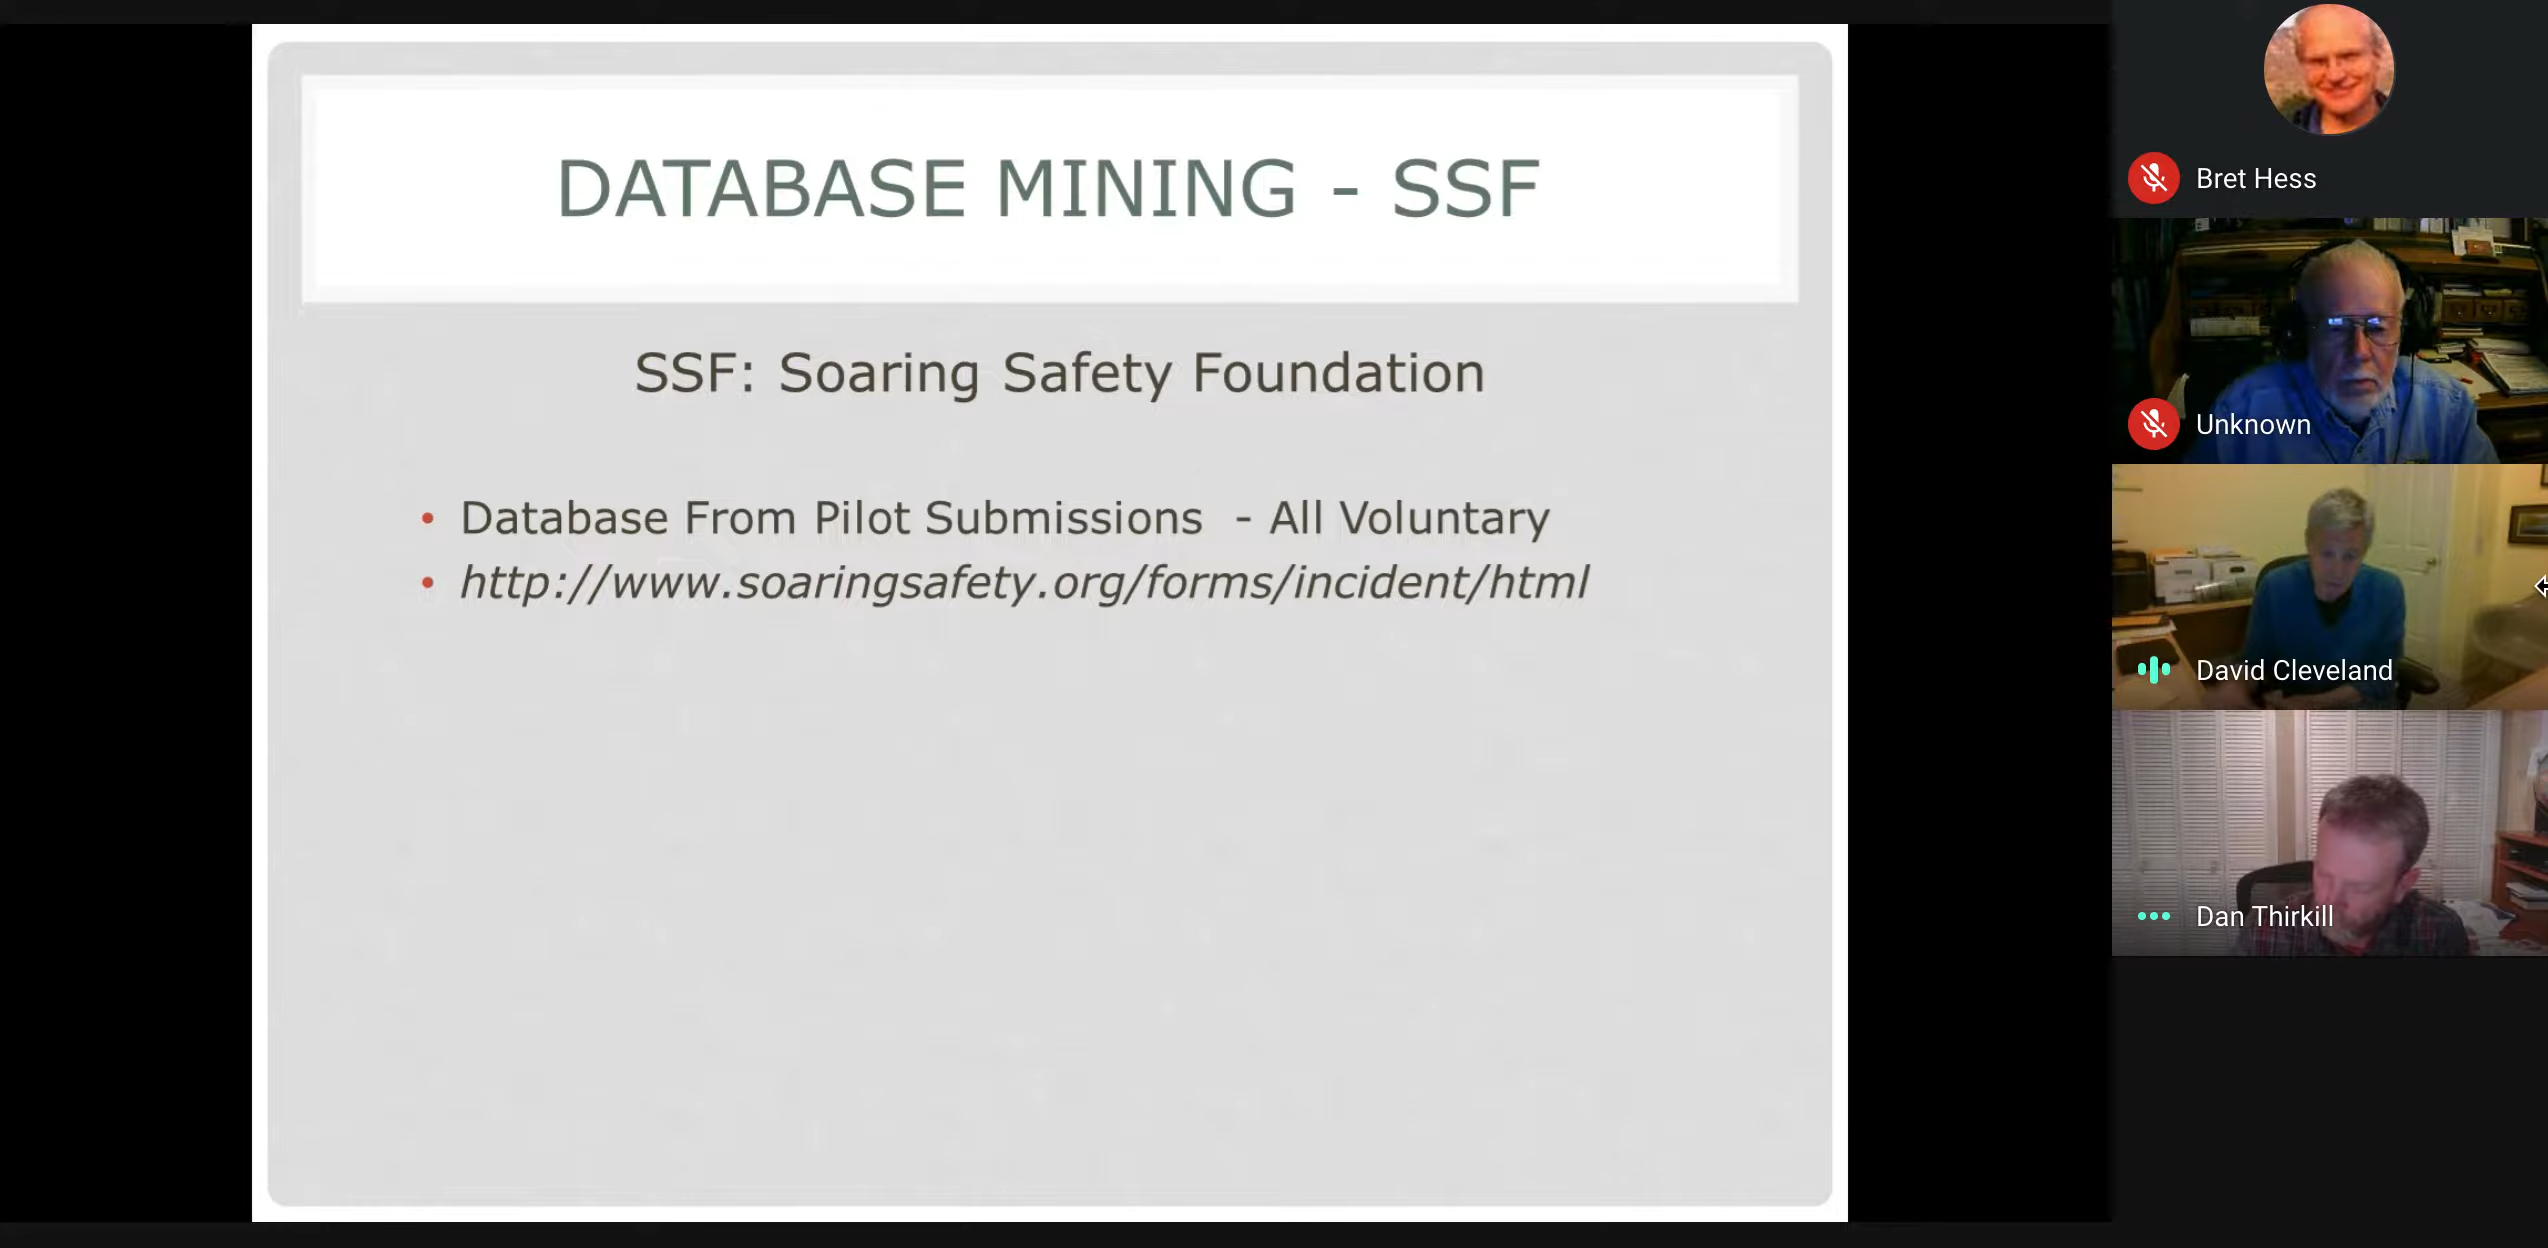 DATABASE MINING - SSF
SSF: Soaring Safety Foundation
• Database From Pilot Submissions - All Voluntary
• http://www.soaringsafety.org/forms/incident/html
Bret Hess
Unknown
David Cleveland
Dan Thirkill